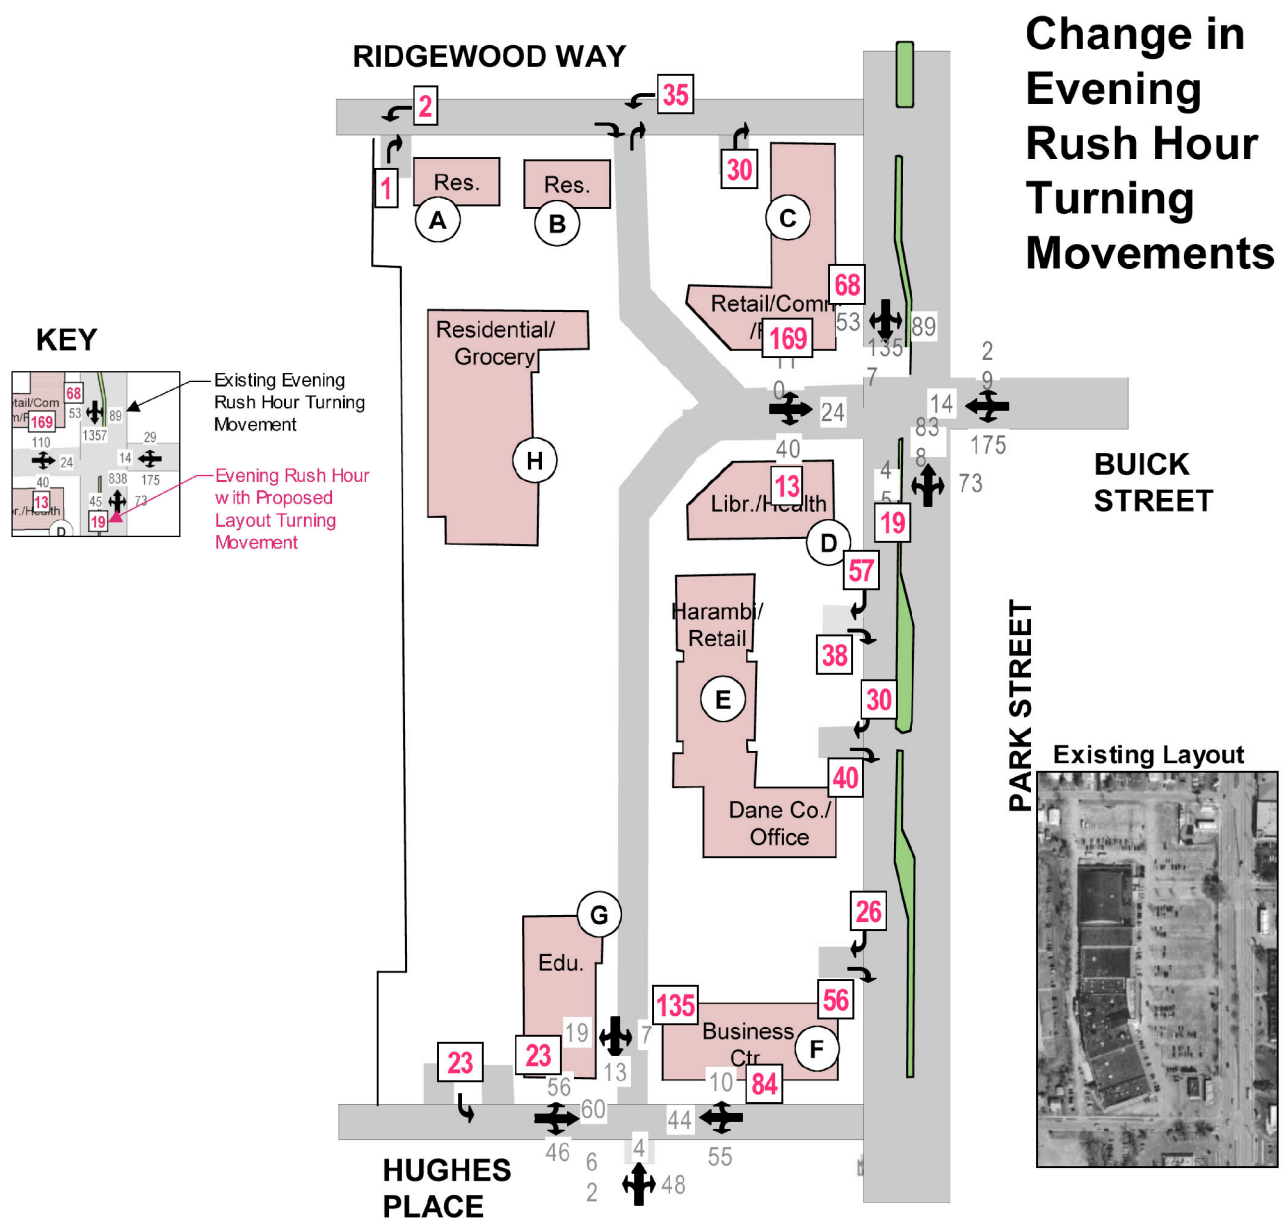 Change in
Evening
Rush Hour
Turning
Movements
RIDGEWOOD WAY
2
35
1
30
Res.
Res.
A
B
C
68
Retail/Comm
169
53
89
135
7
2
9
11
0
24
14
83
8
175
40
BUICK
STREET
4
5
73
13
Libr./Health
19
D
57
KEY
68
tail/Com
53
89
169
1357
110
29
24
14
40
838
175
13
45
73
19
D
Existing Evening
Rush Hour Turning
Movement
Evening Rush Hour
with Proposed
Layout Turning
Movement
Residential/
Grocery
H
Harambi/
Retail
38
E
30
40
PARK STREET
Dane Co./
Office
Existing Layout
G
26
Edu.
56
135
Business
Ctr.
F
19
7
23
23
13
84
56
10
60
44
46
4
55
6
2
48
HUGHES
PLACE